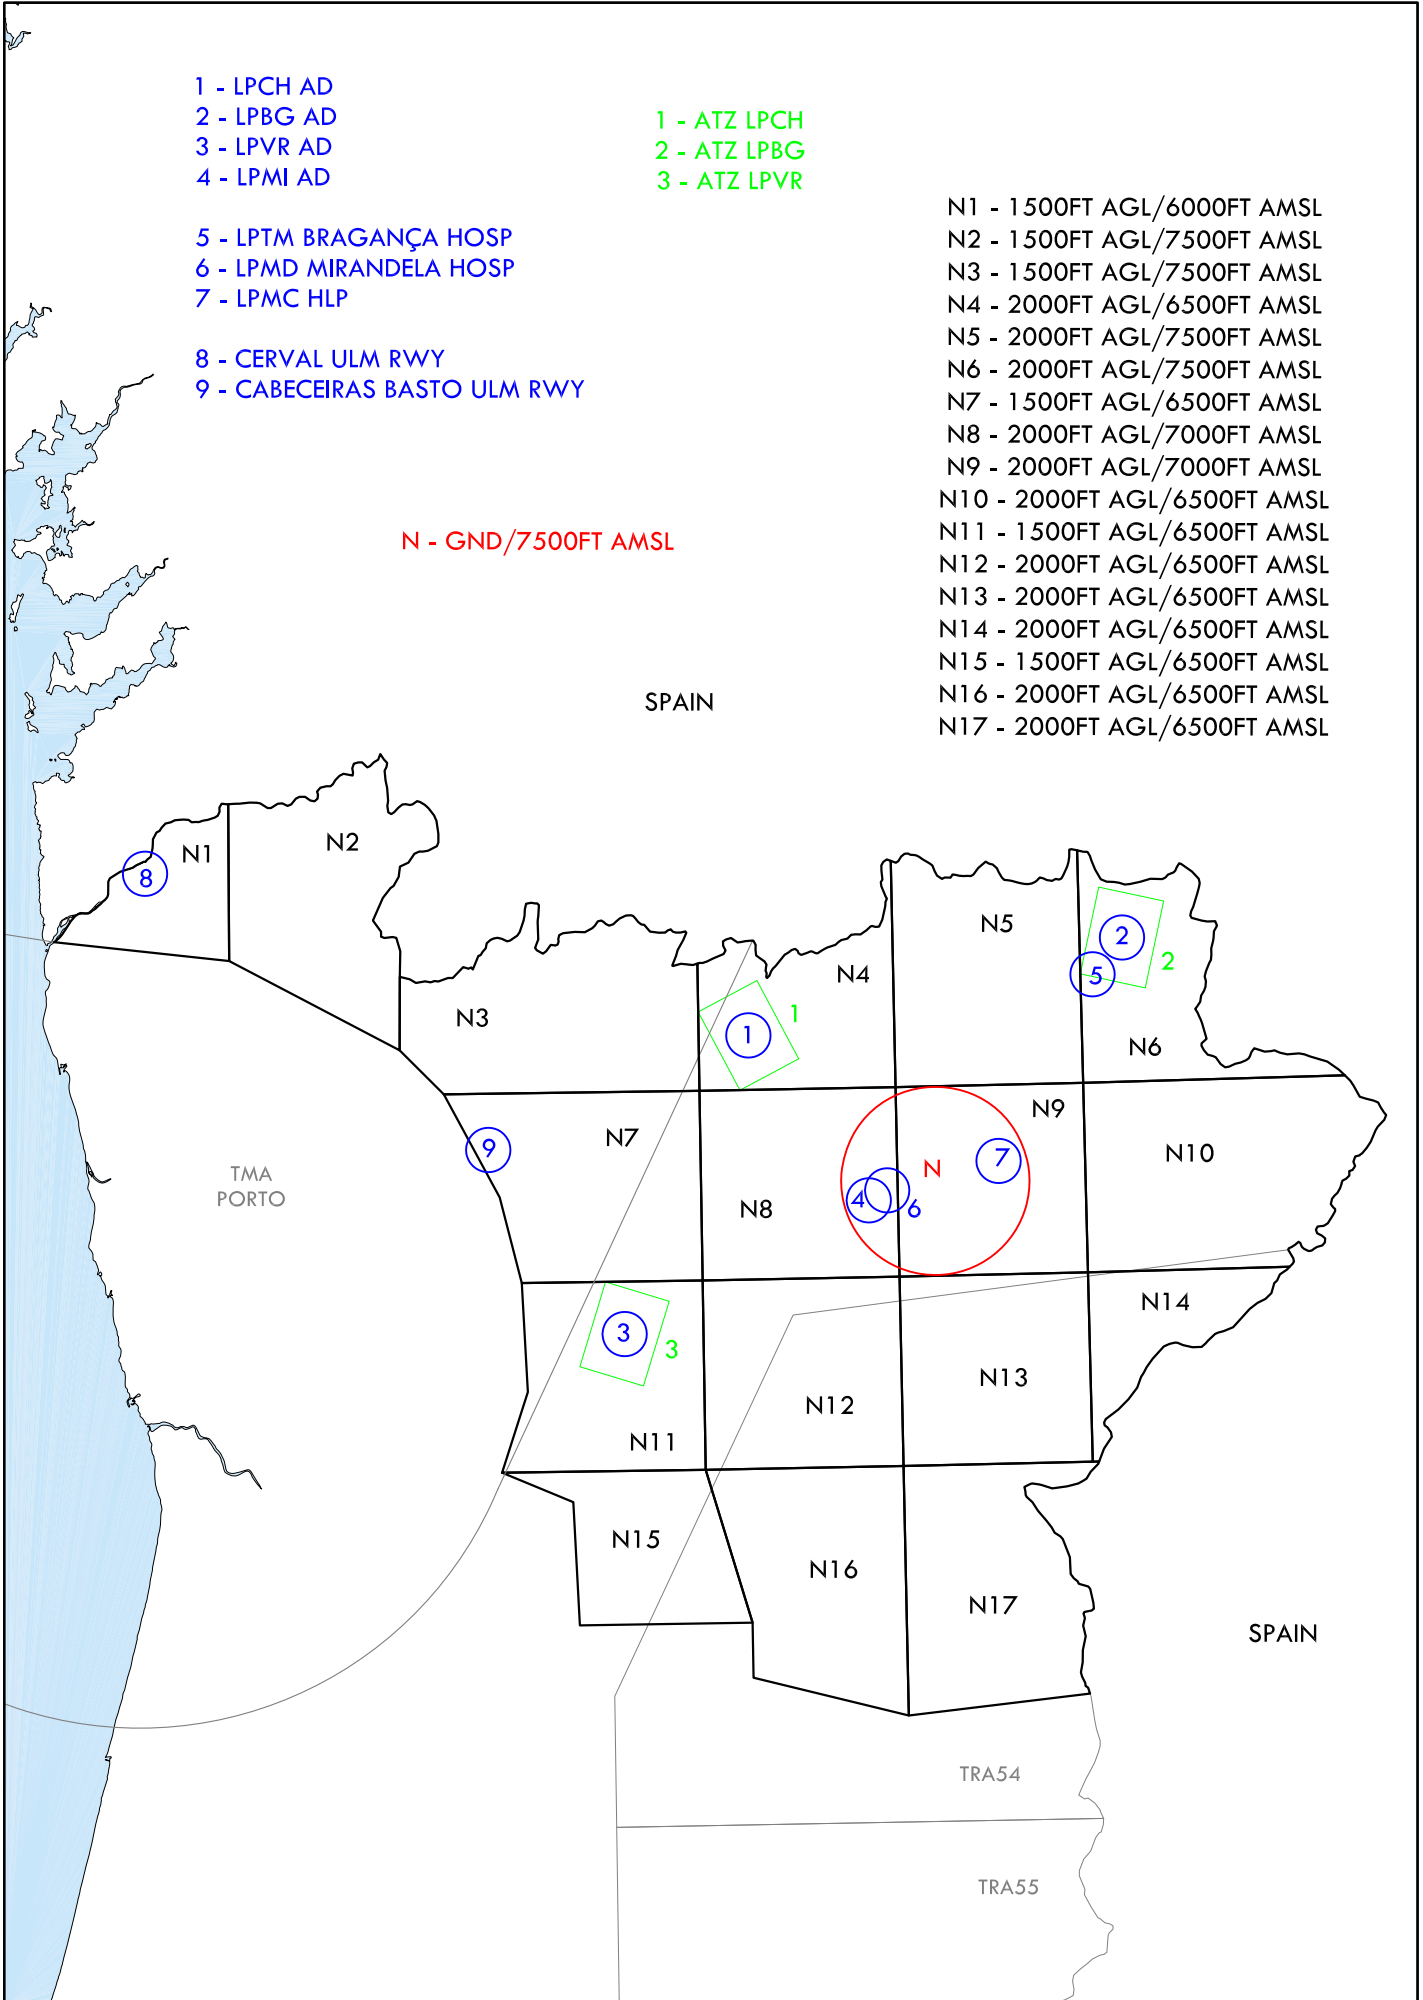 1 - LPCH AD
2 - LPBG AD
3 - LPVR AD
4 - LPMI AD
5 - LPTM BRAGANÇA HOSP
6 - LPMD MIRANDELA HOSP
7 - LPMC HLP
8 - CERVAL ULM RWY
9 - CABECEIRAS BASTO ULM RWY
1 - ATZ LPCH
2 - ATZ LPBG
3 - ATZ LPVR
N1 - 1500FT AGL/6000FT AMSL
N2 - 1500FT AGL/7500FT AMSL
N3 - 1500FT AGL/7500FT AMSL
N4 - 2000FT AGL/6500FT AMSL
N5 - 2000FT AGL/7500FT AMSL
N6 - 2000FT AGL/7500FT AMSL
N7 - 1500FT AGL/6500FT AMSL
N8 - 2000FT AGL/7000FT AMSL
N9 - 2000FT AGL/7000FT AMSL
N10 - 2000FT AGL/6500FT AMSL
N11 - 1500FT AGL/6500FT AMSL
N12 - 2000FT AGL/6500FT AMSL
N13 - 2000FT AGL/6500FT AMSL
N14 - 2000FT AGL/6500FT AMSL
N15 - 1500FT AGL/6500FT AMSL
N16 - 2000FT AGL/6500FT AMSL
N17 - 2000FT AGL/6500FT AMSL
N - GND/7500FT AMSL
SPAIN
N1
N2
8
N5
2
2
5
N4
N3
1
1
N6
N9
N7
9
N
7
N10
TMA
PORTO
N8
4
6
N14
3
3
N13
N12
N11
N15
N16
N17
SPAIN
TRA54
TRA55